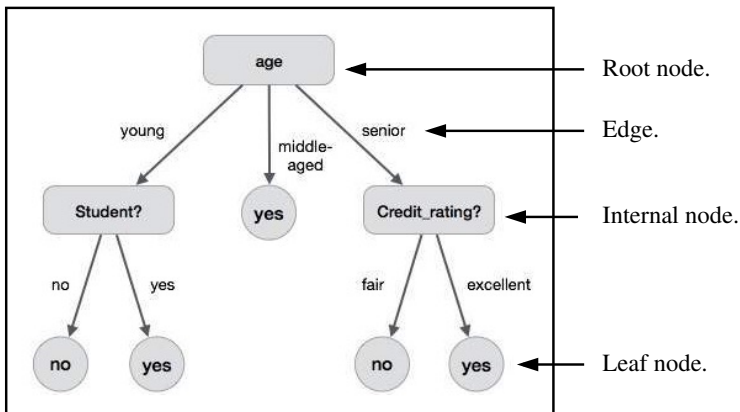 age
Root node.
young
middle-
aged
senior
Edge.
Student?
yes
Credit_rating?
Internal node.
no
yes
fair
excellent
no
yes
no
yes
Leaf node.